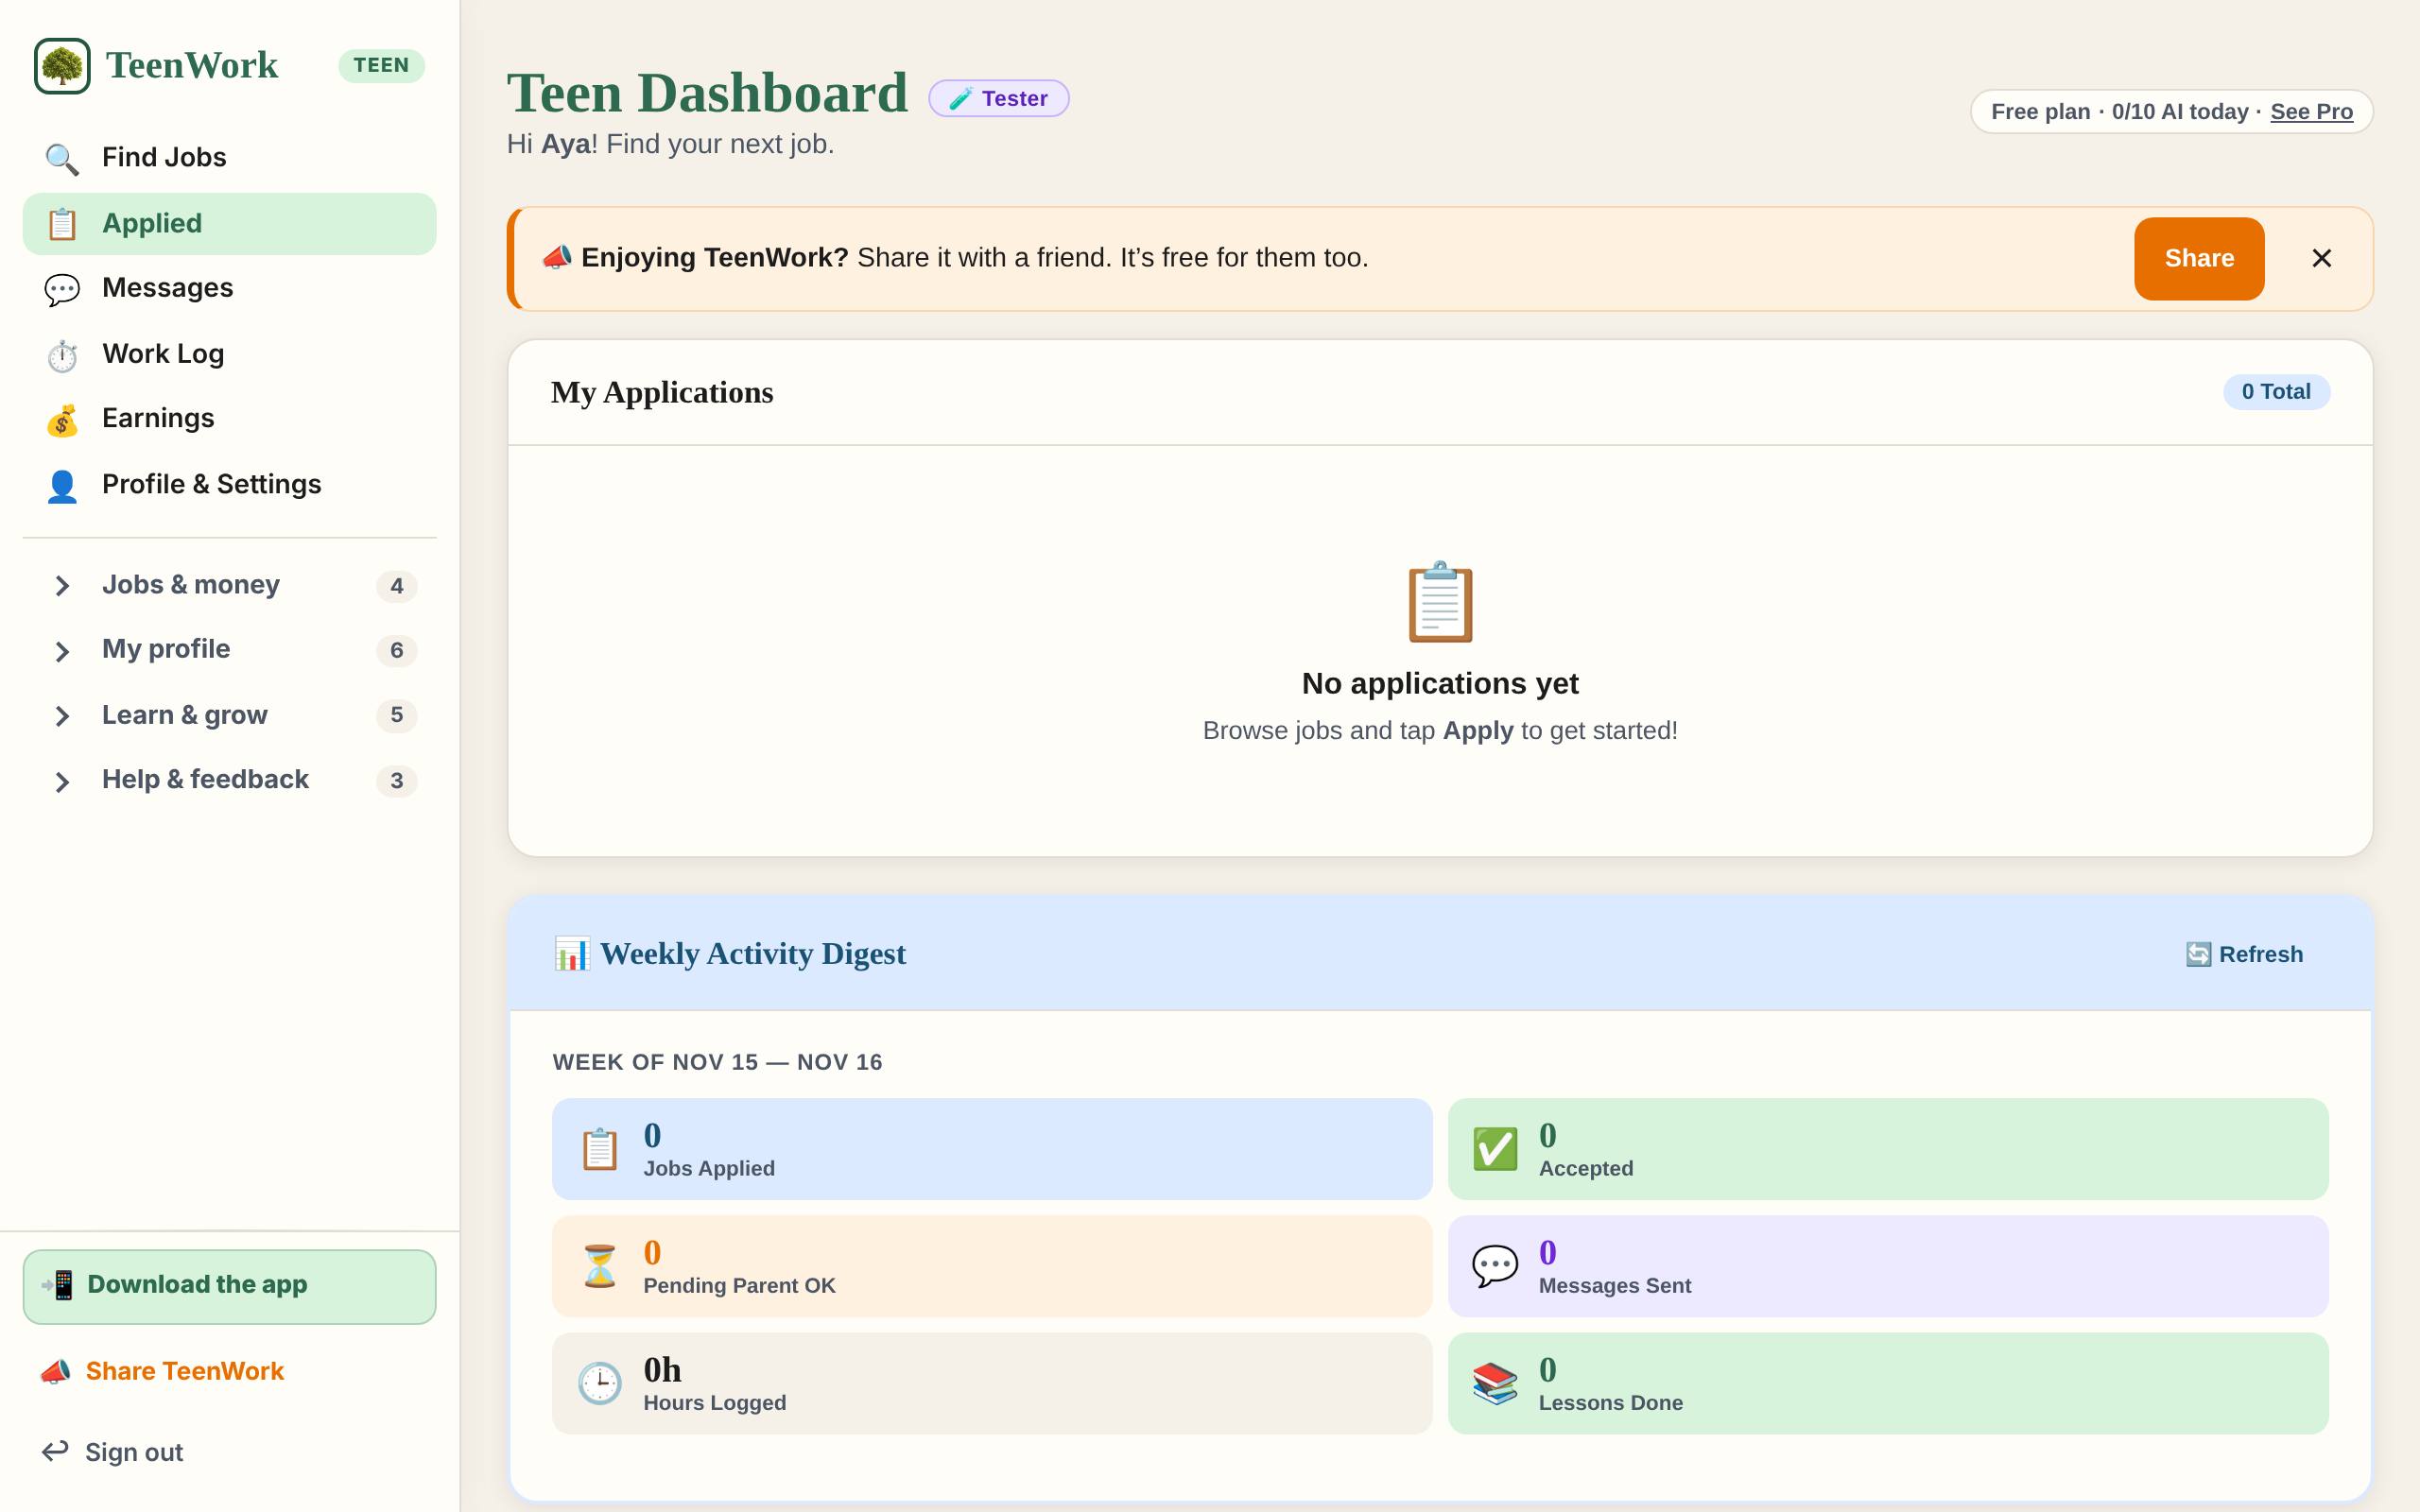 TeenWork
TEEN
Find Jobs
Applied
Messages
Work Log
Earnings
Profile & Settings
Jobs & money 4
My profile 6
Learn & grow 5
Help & feedback 3
Download the app
Share TeenWork
Sign out
Teen Dashboard
Tester
Hi Aya! Find your next job.
Free plan · 0/10 AI today · See Pro
Enjoying TeenWork? Share it with a friend. It’s free for them too.
Share
My Applications
0 Total
No applications yet
Browse jobs and tap Apply to get started!
Weekly Activity Digest
Refresh
WEEK OF NOV 15 — NOV 16
0
Jobs Applied
0
Accepted
0
Pending Parent OK
0
Messages Sent
0h
Hours Logged
0
Lessons Done